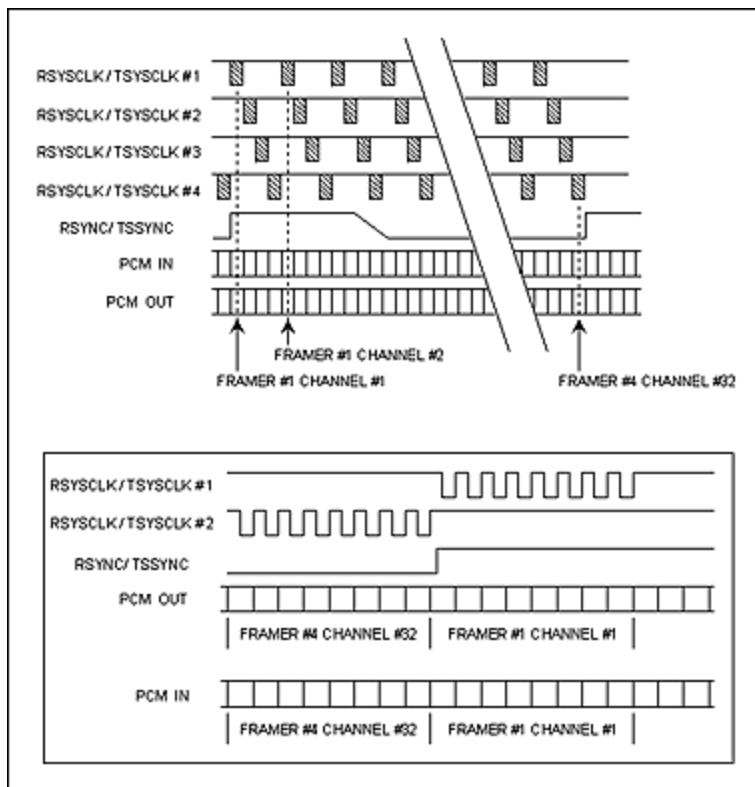 RSYSCLK/TSYSCLK #1
RSYSCLK/TSYSCLK #2
RSYSCLK/TSYSCLK #3
RSYSCLK/TSYSCLK #4
RSYNC/TSSYNC
PCM IN
PCM OUT
FRAMER #1 CHANNEL #2
FRAMER #1 CHANNEL #1
FRAMER #4 CHANNEL #32
RSYSCLK/TSYSCLK #1
RSYSCLK/TSYSCLK #2
RSYNC/TSSYNC
PCM OUT
FRAMER #4 CHANNEL #32 FRAMER #1 CHANNEL #1
PCM IN
FRAMER #4 CHANNEL #32 FRAMER #1 CHANNEL #1